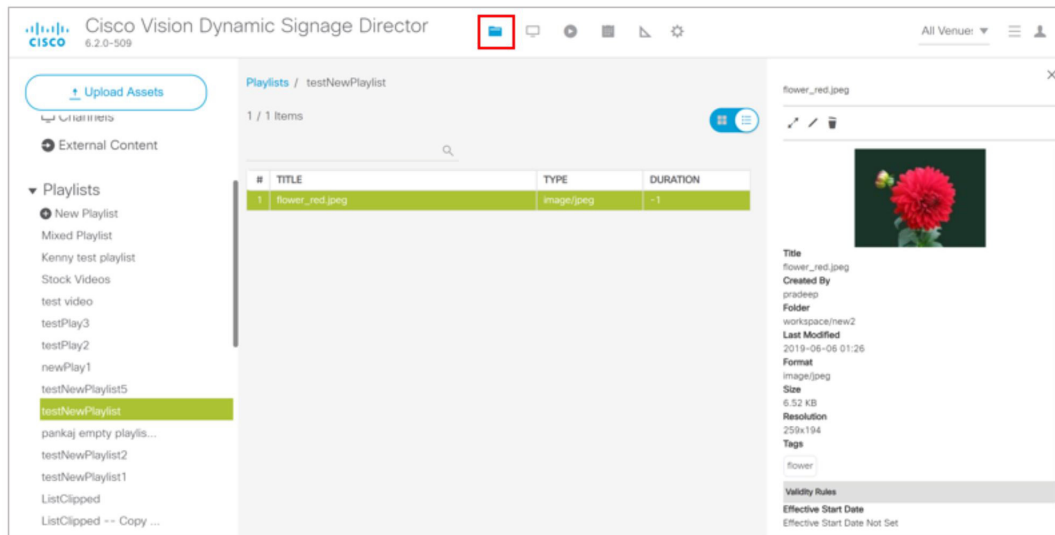 Cisco Vision Dynamic Signage Director
CISCO
6.2.0-509
All Venue:
Upload Assets
Channels
External Content
Playlists
New Playlist
Mixed Playlist
Kenny test playlist
Stock Videos
test video
testPlay3
testPlay2
newPlay1
testNewPlaylist5
testNewPlaylist
pankaj empty playlis...
testNewPlaylist2
testNewPlaylist1
ListClipped
ListClipped -- Copy ...
Playlists / testNewPlaylist
1 / 1 Items
# TITLE TYPE DURATION
1 flower_red.jpeg image/jpeg -1
flower_red.jpeg
Title
flower_red.jpeg
Created By
pradeep
Folder
workspace/new2
Last Modified
2019-06-06 01:26
Format
image/jpeg
Size
6.52 KB
Resolution
259x194
Tags
flower
Validity Rules
Effective Start Date
Effective Start Date Not Set